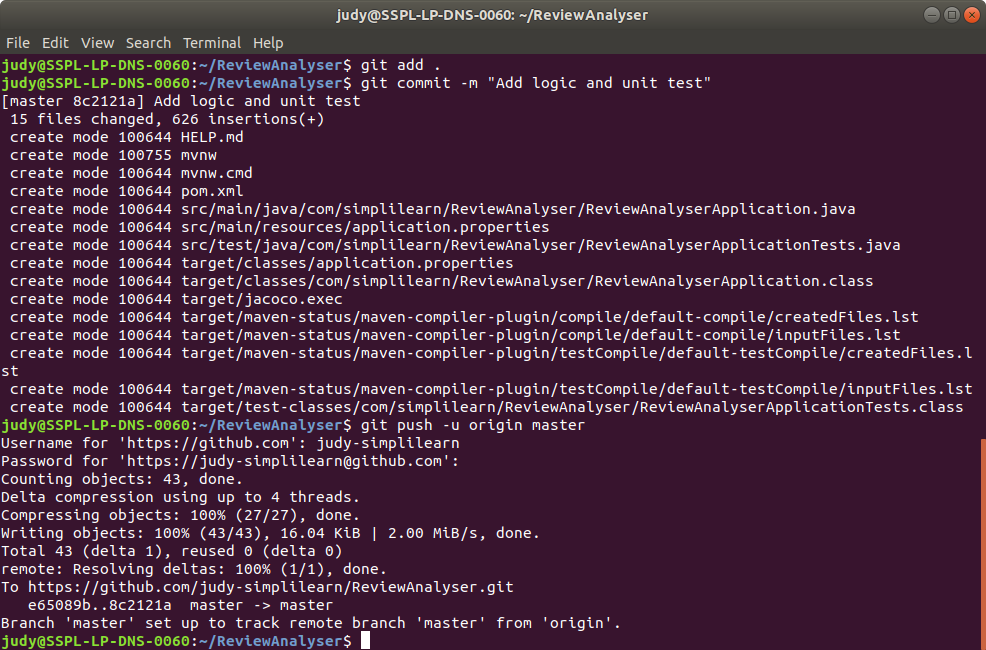 judy@SSPL-LP-DNS-0060: ~/ReviewAnalyser
File Edit View Search Terminal Help
judy@SSPL-LP-DNS-0060:~/ReviewAnalyser$ git add .
judy@SSPL-LP-DNS-0060:~/ReviewAnalyser$ git commit -m "Add logic and unit test"
[master 8c2121a] Add logic and unit test
 15 files changed, 626 insertions(+)
 create mode 100644 HELP.md
 create mode 100755 mvnw
 create mode 100644 mvnw.cmd
 create mode 100644 pom.xml
 create mode 100644 src/main/java/com/simplilearn/ReviewAnalyser/ReviewAnalyserApplication.java
 create mode 100644 src/main/resources/application.properties
 create mode 100644 src/test/java/com/simplilearn/ReviewAnalyser/ReviewAnalyserApplicationTests.java
 create mode 100644 target/classes/application.properties
 create mode 100644 target/classes/com/simplilearn/ReviewAnalyser/ReviewAnalyserApplication.class
 create mode 100644 target/jacoco.exec
 create mode 100644 target/maven-status/maven-compiler-plugin/compile/default-compile/createdFiles.lst
 create mode 100644 target/maven-status/maven-compiler-plugin/compile/default-compile/inputFiles.lst
 create mode 100644 target/maven-status/maven-compiler-plugin/testCompile/default-testCompile/createdFiles.l
st
 create mode 100644 target/maven-status/maven-compiler-plugin/testCompile/default-testCompile/inputFiles.lst
 create mode 100644 target/test-classes/com/simplilearn/ReviewAnalyser/ReviewAnalyserApplicationTests.class
judy@SSPL-LP-DNS-0060:~/ReviewAnalyser$ git push -u origin master
Username for 'https://github.com': judy-simplilearn
Password for 'https://judy-simplilearn@github.com':
Counting objects: 43, done.
Delta compression using up to 4 threads.
Compressing objects: 100% (27/27), done.
Writing objects: 100% (43/43), 16.04 KiB | 2.00 MiB/s, done.
Total 43 (delta 1), reused 0 (delta 0)
remote: Resolving deltas: 100% (1/1), done.
To https://github.com/judy-simplilearn/ReviewAnalyser.git
   e65089b..8c2121a  master -> master
Branch 'master' set up to track remote branch 'master' from 'origin'.
judy@SSPL-LP-DNS-0060:~/ReviewAnalyser$